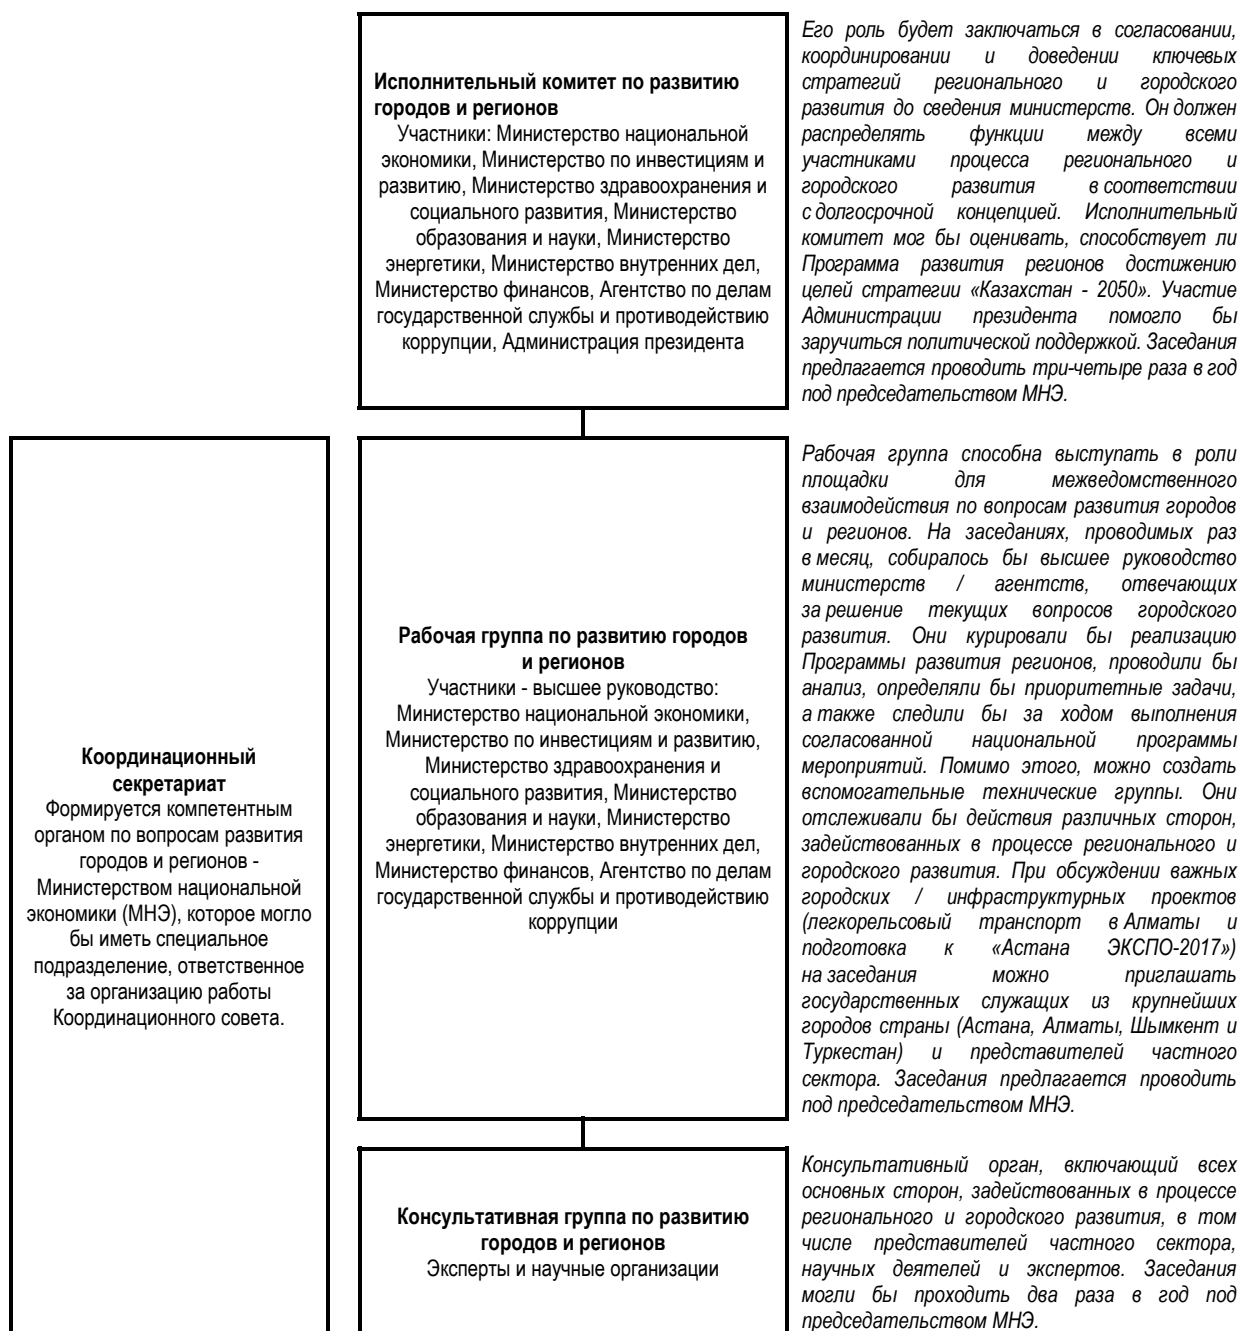 Исполнительный комитет по развитию
городов и регионов
Участники: Министерство национальной
экономики, Министерство по инвестициям и
развитию, Министерство здравоохранения и
социального развития, Министерство
образования и науки, Министерство
энергетики, Министерство внутренних дел,
Министерство финансов, Агентство по делам
государственной службы и противодействию
коррупции, Администрация президента
Его роль будет заключаться в согласовании,
координировании и доведении ключевых
стратегий регионального и городского
развития до сведения министерств. Он должен
распределять функции между всеми
участниками процесса регионального и
городского развития в соответствии
с долгосрочной концепцией. Исполнительный
комитет мог бы оценивать, способствует ли
Программа развития регионов достижению
целей стратегии «Казахстан - 2050». Участие
Администрации президента помогло бы
заручиться политической поддержкой. Заседания
предлагается проводить три-четыре раза в год
под председательством МНЭ.
Координационный
секретариат
Формируется компетентным
органом по вопросам развития
городов и регионов -
Министерством национальной
экономики (МНЭ), которое могло
бы иметь специальное
подразделение, ответственное
за организацию работы
Координационного совета.
Рабочая группа по развитию городов
и регионов
Участники - высшее руководство:
Министерство национальной экономики,
Министерство по инвестициям и развитию,
Министерство здравоохранения и
социального развития, Министерство
образования и науки, Министерство
энергетики, Министерство внутренних дел,
Министерство финансов, Агентство по делам
государственной службы и противодействию
коррупции
Рабочая группа способна выступать в роли
площадки для межведомственного
взаимодействия по вопросам развития городов
и регионов. На заседаниях, проводимых раз
в месяц, собиралось бы высшее руководство
министерств / агентств, отвечающих
за решение текущих вопросов городского
развития. Они курировали бы реализацию
Программы развития регионов, проводили бы
анализ, определяли бы приоритетные задачи,
а также следили бы за ходом выполнения
согласованной национальной программы
мероприятий. Помимо этого, можно создать
вспомогательные технические группы. Они
отслеживали бы действия различных сторон,
задействованных в процессе регионального и
городского развития. При обсуждении важных
городских / инфраструктурных проектов
(легкорельсовый транспорт в Алматы и
подготовка к «Астана ЭКСПО-2017»)
на заседания можно приглашать
государственных служащих из крупнейших
городов страны (Астана, Алматы, Шымкент и
Туркестан) и представителей частного
сектора. Заседания предлагается проводить
под председательством МНЭ.
Консультативная группа по развитию
городов и регионов
Эксперты и научные организации
Консультативный орган, включающий всех
основных сторон, задействованных в процессе
регионального и городского развития, в том
числе представителей частного сектора,
научных деятелей и экспертов. Заседания
могли бы проходить два раза в год под
председательством МНЭ.